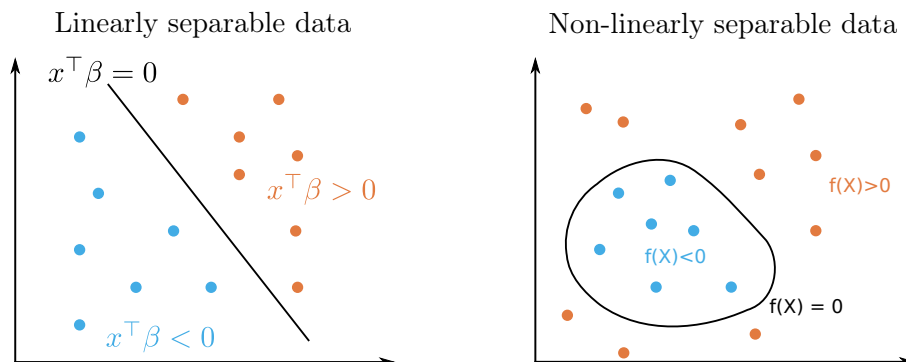 Linearly separable data
x⊤β = 0
x⊤β > 0
x⊤β < 0
Non-linearly separable data
f(X)>0
f(X)<0
f(X) = 0